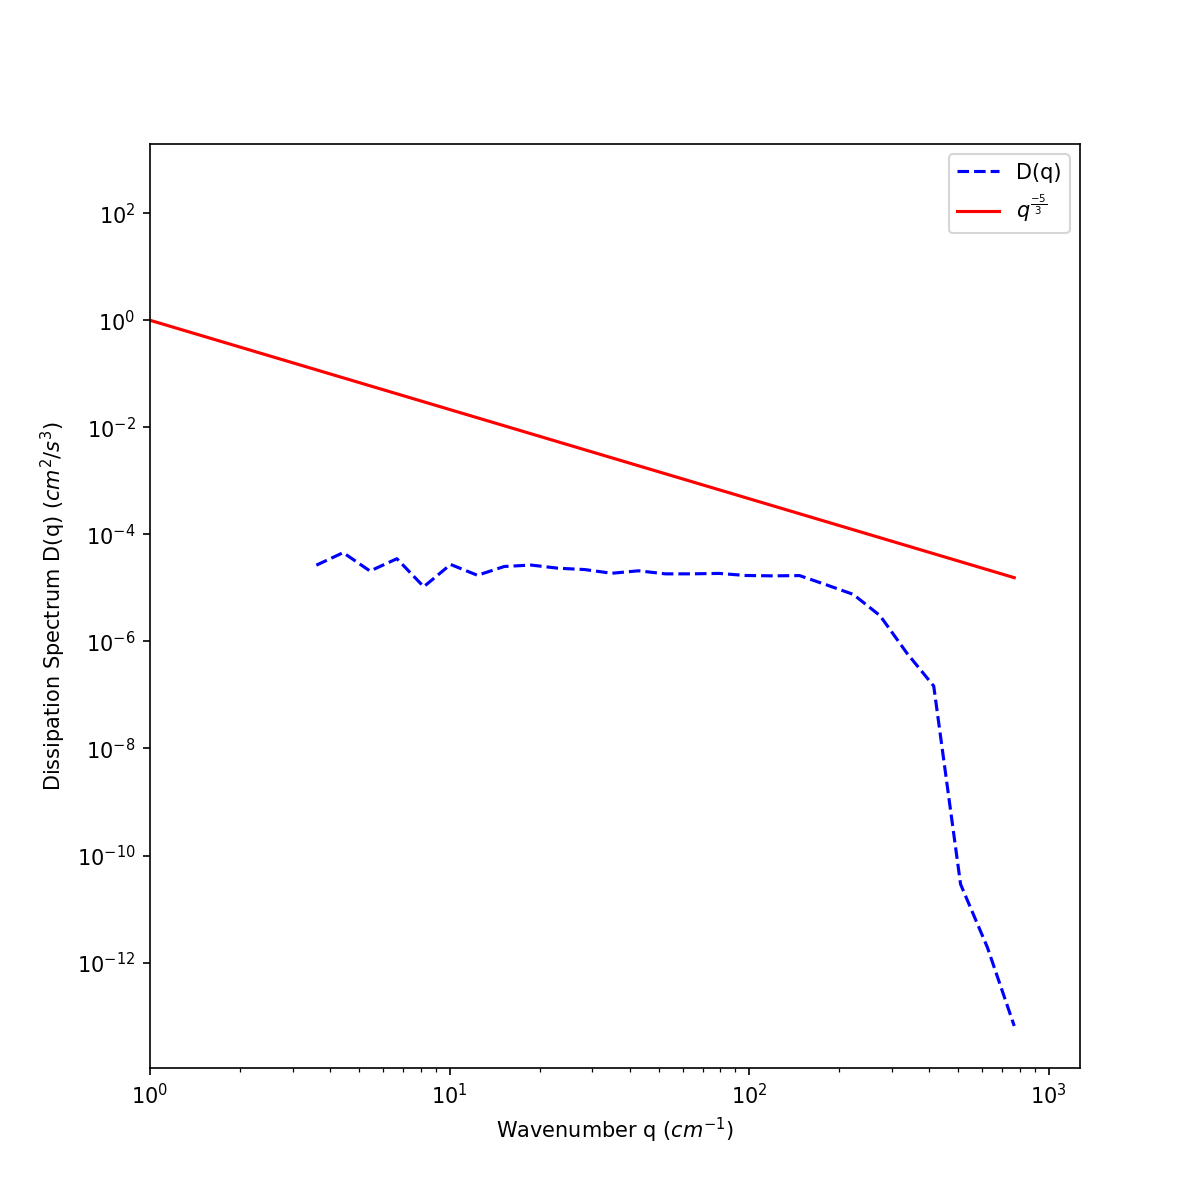 D(q)
q^{\frac{-5}{3}}
10^2
10^0
10^{-2}
10^{-4}
10^{-6}
10^{-8}
10^{-10}
10^{-12}
Dissipation Spectrum D(q) (cm^2/s^3)
10^0 10^1 10^2 10^3
Wavenumber q (cm^{-1})